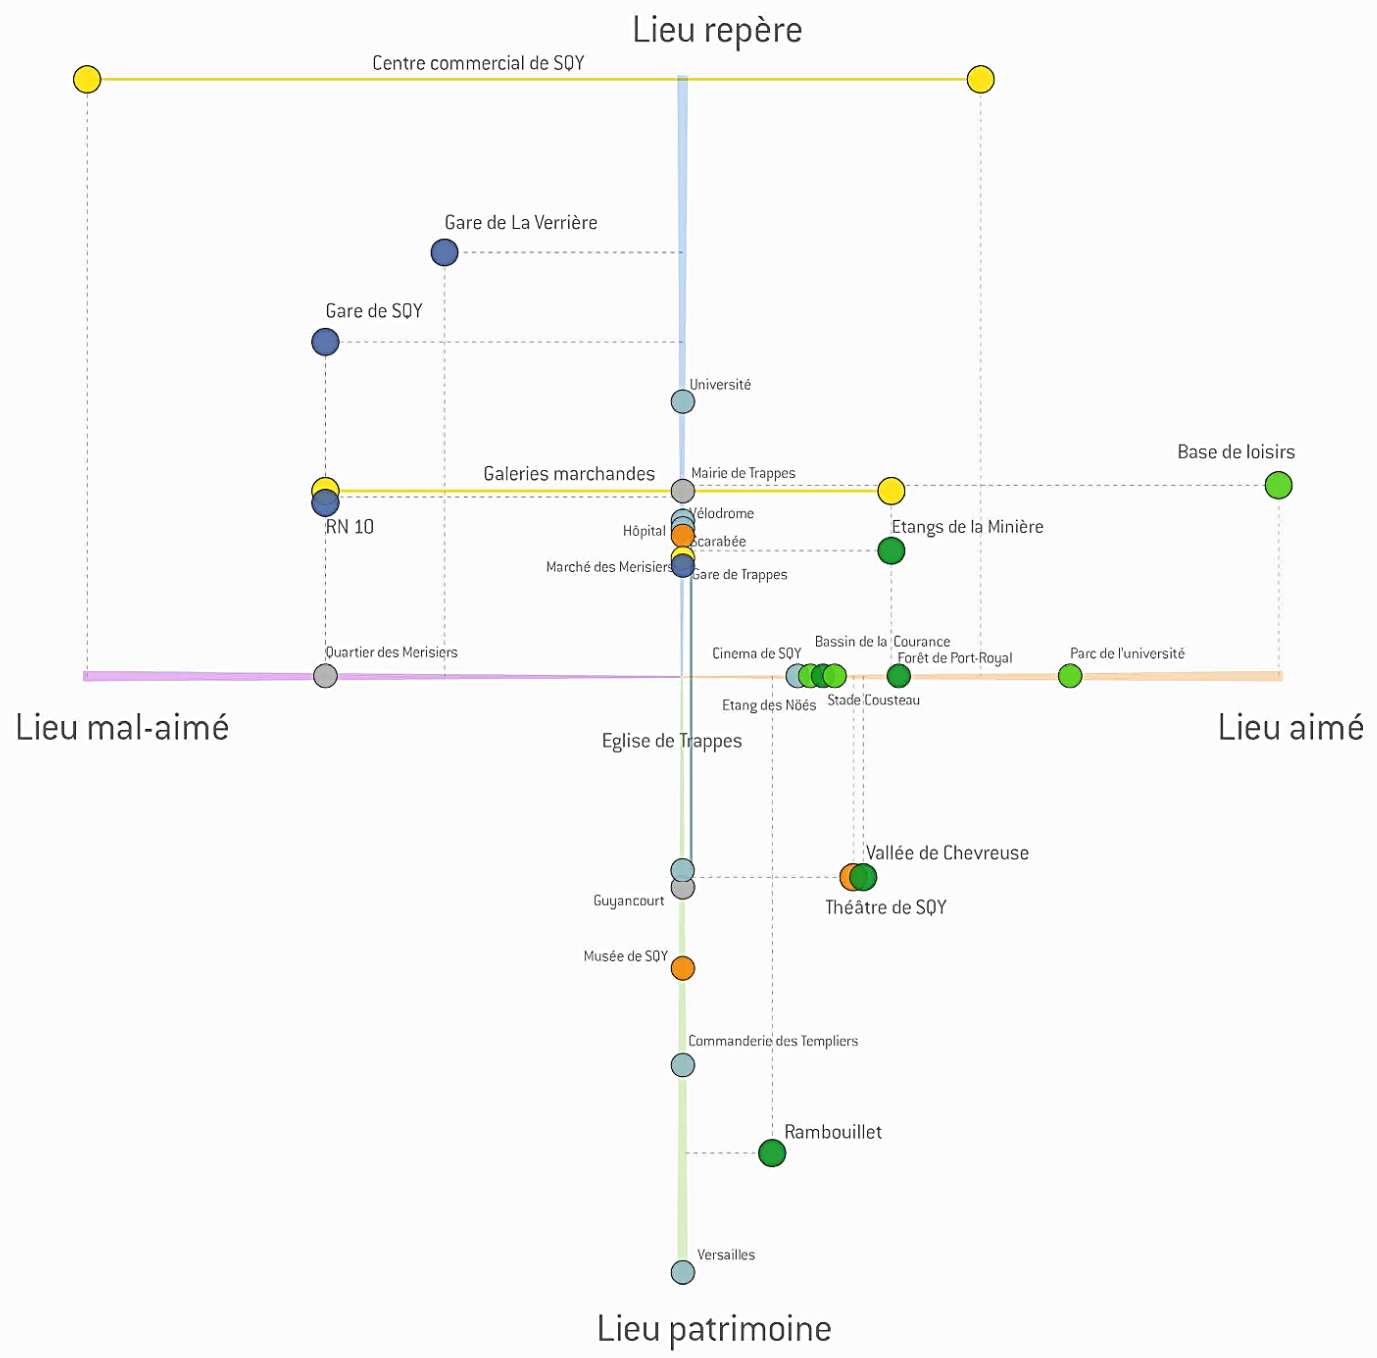 Lieu repère
Centre commercial de SQY
Gare de La Verrière
Gare de SQY
Université
Base de loisirs
Galeries marchandes
Mairie de Trappes
Vélodrome
RN 10
Etangs de la Minière
Hôpital
Scarabée
Marché des Merisiers
Gare de Trappes
Bassin de la Courance
Quartier des Merisiers
Cinema de SQY
Forêt de Port-Royal
Parc de l'université
Stade Cousteau
Etang des Nöés
Lieu mal-aimé
Lieu aimé
Eglise de Trappes
Vallée de Chevreuse
Guyancourt
Théâtre de SQY
Musée de SQY
Commanderie des Templiers
Rambouillet
Versailles
Lieu patrimoine